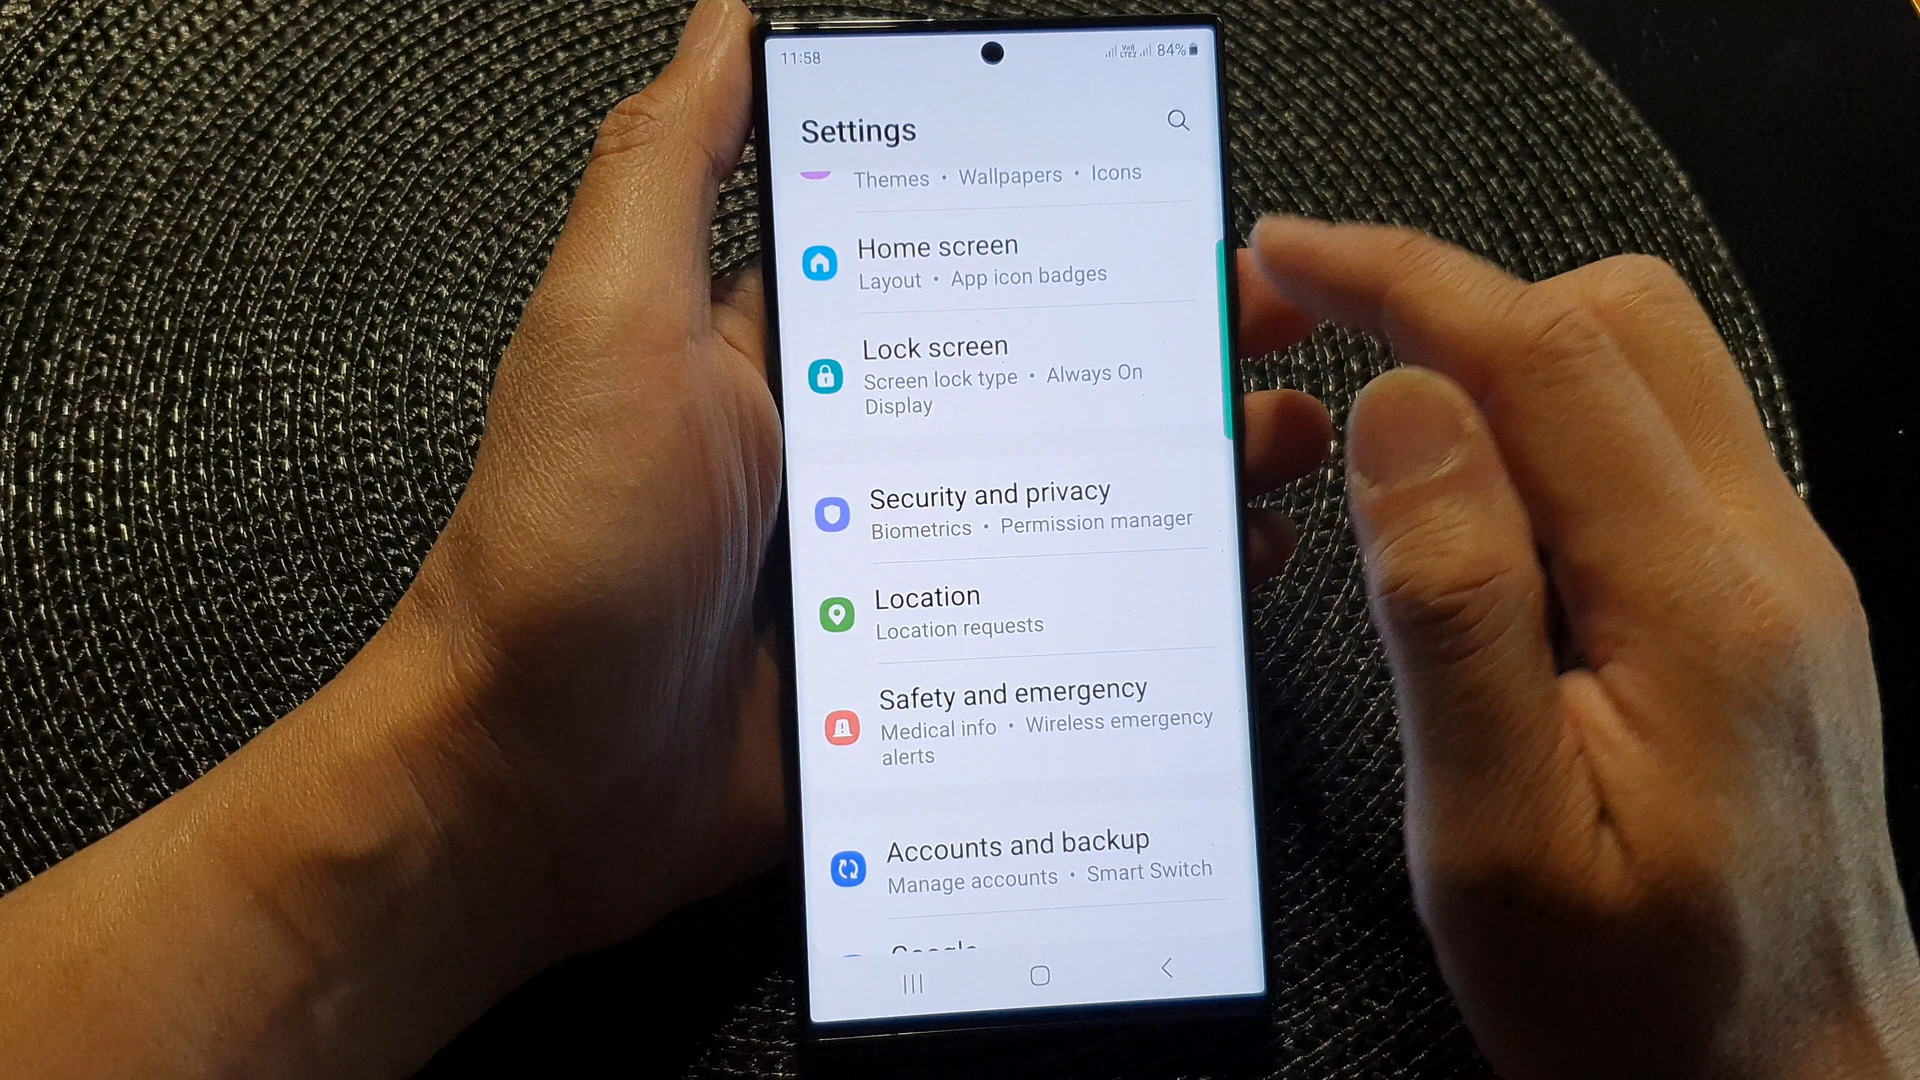 11:58
84%
Settings
Themes • Wallpapers • Icons
Home screen
Layout • App icon badges
Lock screen
Screen lock type • Always On
Display
Security and privacy
Biometrics • Permission manager
Location
Location requests
Safety and emergency
Medical info • Wireless emergency
alerts
Accounts and backup
Manage accounts • Smart Switch
Google